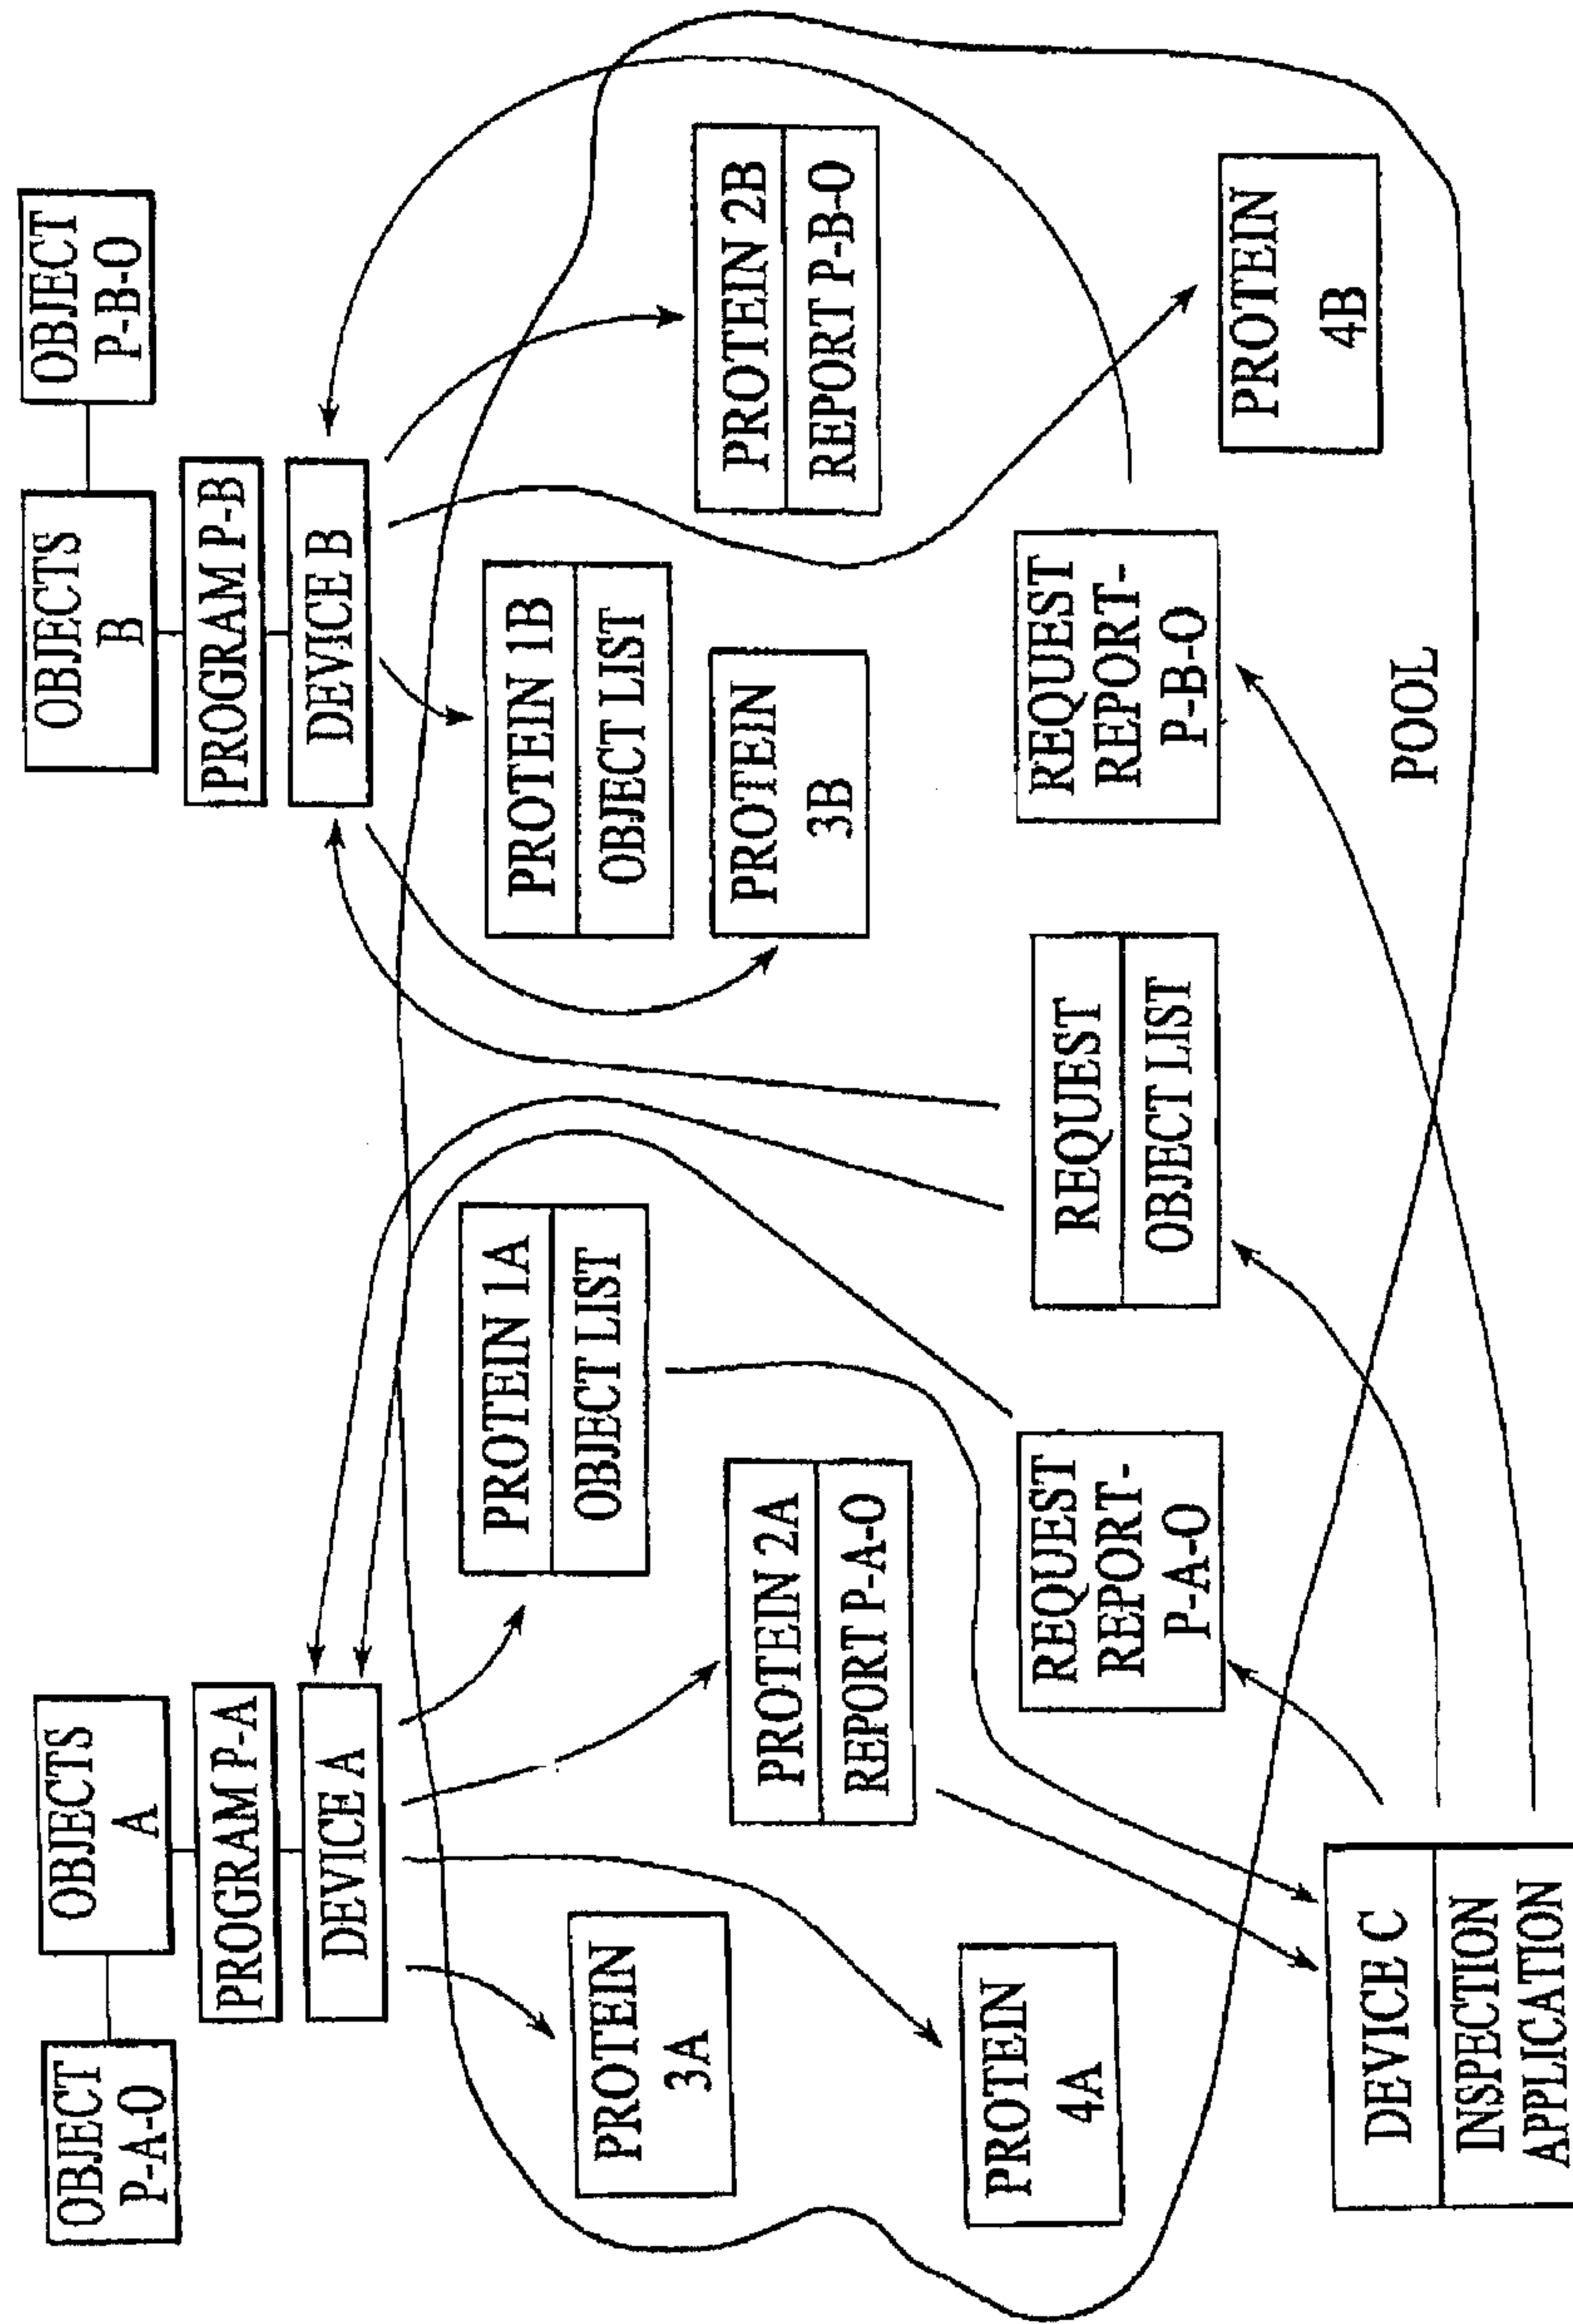 OBJECT
P-A-O
OBJECTS
A
PROGRAM P-A
DEVICE A
OBJECTS
B
OBJECT
P-B-O
PROGRAM P-B
DEVICE B
PROTEIN
3A
PROTEIN 1A
OBJECT LIST
PROTEIN 1B
OBJECT LIST
PROTEIN 2A
REPORT P-A-O
PROTEIN
3B
PROTEIN 2B
REPORT P-B-O
PROTEIN
4A
REQUEST
REPORT-
P-A-O
REQUEST
OBJECT LIST
REQUEST
REPORT-
P-B-O
PROTEIN
4B
POOL
DEVICE C
INSPECTION
APPLICATION